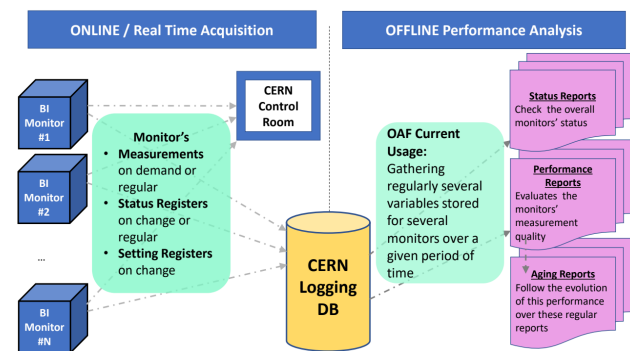 ONLINE / Real Time Acquisition
OFFLINE Performance Analysis
BI
Monitor
#1
BI
Monitor
#2
...
BI
Monitor
#N
Monitor's
• Measurements
on demand or
regular
• Status Registers
on change or
regular
• Setting Registers
on change
CERN
Control
Room
CERN
Logging
DB
OAF Current
Usage:
Gathering
regularly several
variables stored
for several
monitors over a
given period of
time
Status Reports
Check the overall
monitors' status
Performance
Reports
Evaluates the
monitors'
measurement
quality
Aging Reports
Follow the evolution
of this performance
over these regular
reports